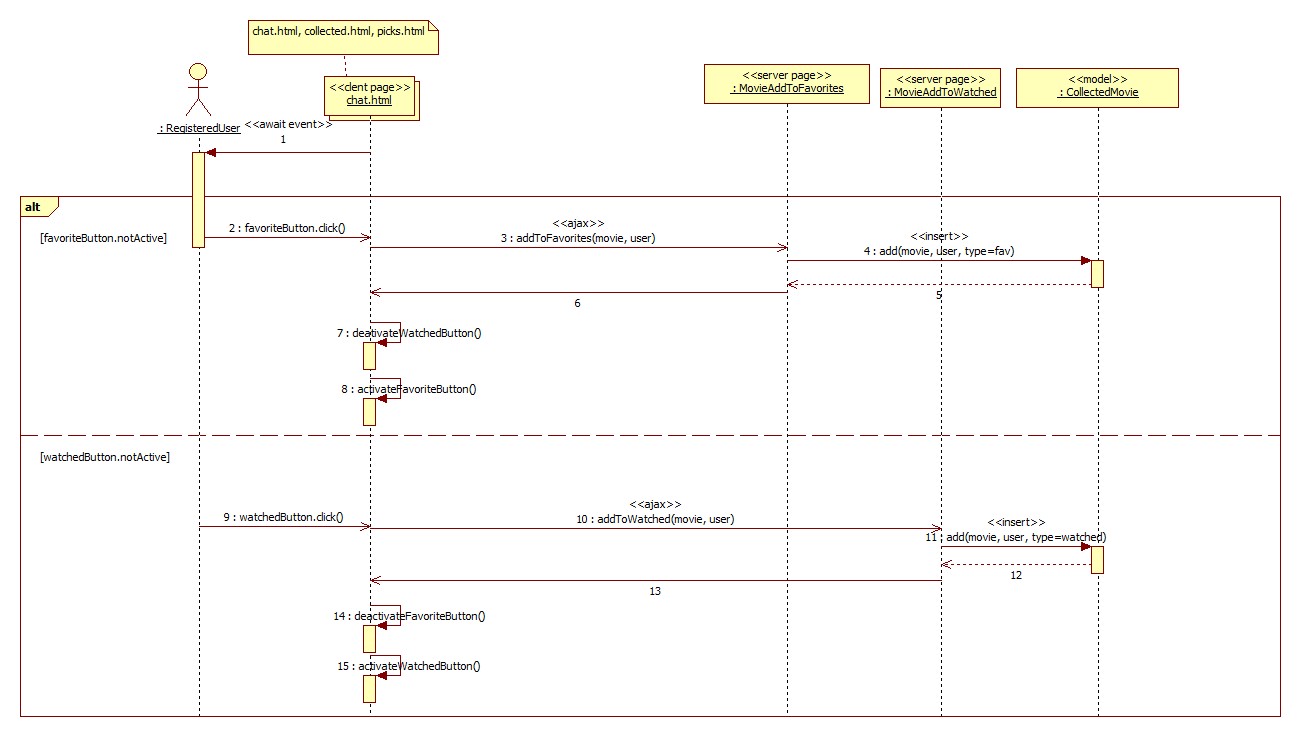 chat.html, collected.html, picks.html
<<clent page>>
chat.html
<<server page>>
: MovieAddToFavorites
<<server page>>
: MovieAddToWatched
<<model>>
: CollectedMovie
: RegisteredUser
<<await event>>
1
alt
[favoriteButton.notActive]
2 : favoriteButton.click()
<<ajax>>
3 : addToFavorites(movie, user)
<<insert>>
4 : add(movie, user, type=fav)
5
6
7 : deativateWatchedButton()
8 : activateFavoriteButton()
[watchedButton.notActive]
9 : watchedButton.click()
<<ajax>>
10 : addToWatched(movie, user)
<<insert>>
11 : add(movie, user, type=watched)
12
13
14 : deactivateFavoriteButton()
15 : activateWatchedButton()